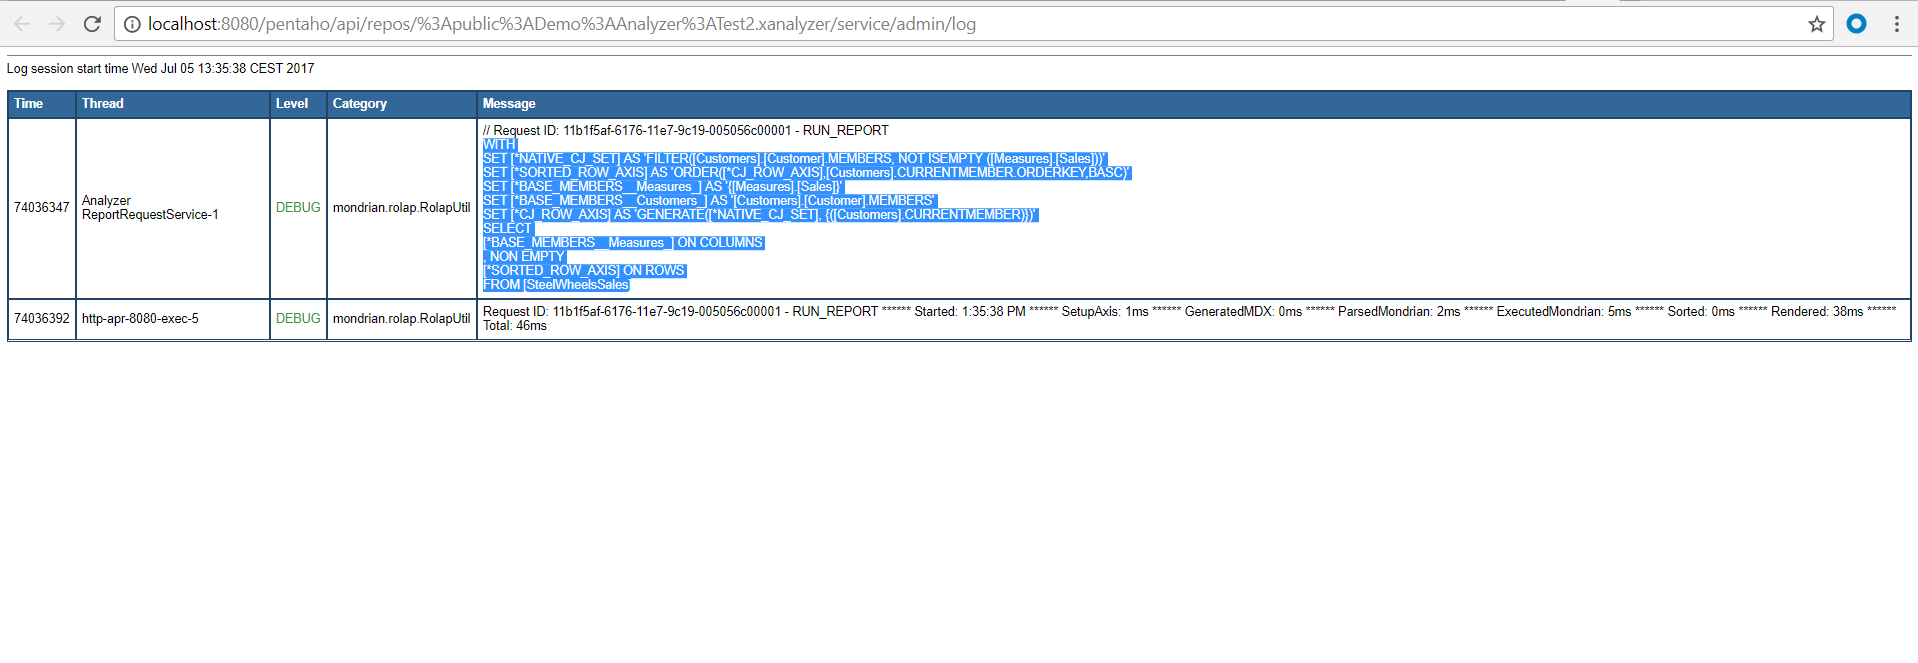 localhost:8080/pentaho/api/repos/%3Apublic%3ADemo%3AAnalyzer%3ATest2.xanalyzer/service/admin/log
Log session start time Wed Jul 05 13:35:38 CEST 2017
Time Thread Level Category Message
74036347 Analyzer ReportRequestService-1 DEBUG mondrian.rolap.RolapUtil
// Request ID: 11b1f5af-6176-11e7-9c19-005056c00001 - RUN_REPORT
WITH
SET [*NATIVE_CJ_SET] AS 'FILTER([Customers].[Customer].MEMBERS, NOT ISEMPTY ([Measures].[Sales]))'
SET [*SORTED_ROW_AXIS] AS 'ORDER([*CJ_ROW_AXIS],[Customers].CURRENTMEMBER.ORDERKEY,BASC)'
SET [*BASE_MEMBERS__Measures_] AS '{[Measures].[Sales]}'
SET [*BASE_MEMBERS__Customers_] AS '[Customers].[Customer].MEMBERS'
SET [*CJ_ROW_AXIS] AS 'GENERATE([*NATIVE_CJ_SET], {([Customers].CURRENTMEMBER)})'
SELECT
[*BASE_MEMBERS__Measures_] ON COLUMNS
, NON EMPTY
[*SORTED_ROW_AXIS] ON ROWS
FROM [SteelWheelsSales]
74036392 http-apr-8080-exec-5 DEBUG mondrian.rolap.RolapUtil
Request ID: 11b1f5af-6176-11e7-9c19-005056c00001 - RUN_REPORT ****** Started: 1:35:38 PM ****** SetupAxis: 1ms ****** GeneratedMDX: 0ms ****** ParsedMondrian: 2ms ****** ExecutedMondrian: 5ms ****** Sorted: 0ms ****** Rendered: 38ms ******
Total: 46ms